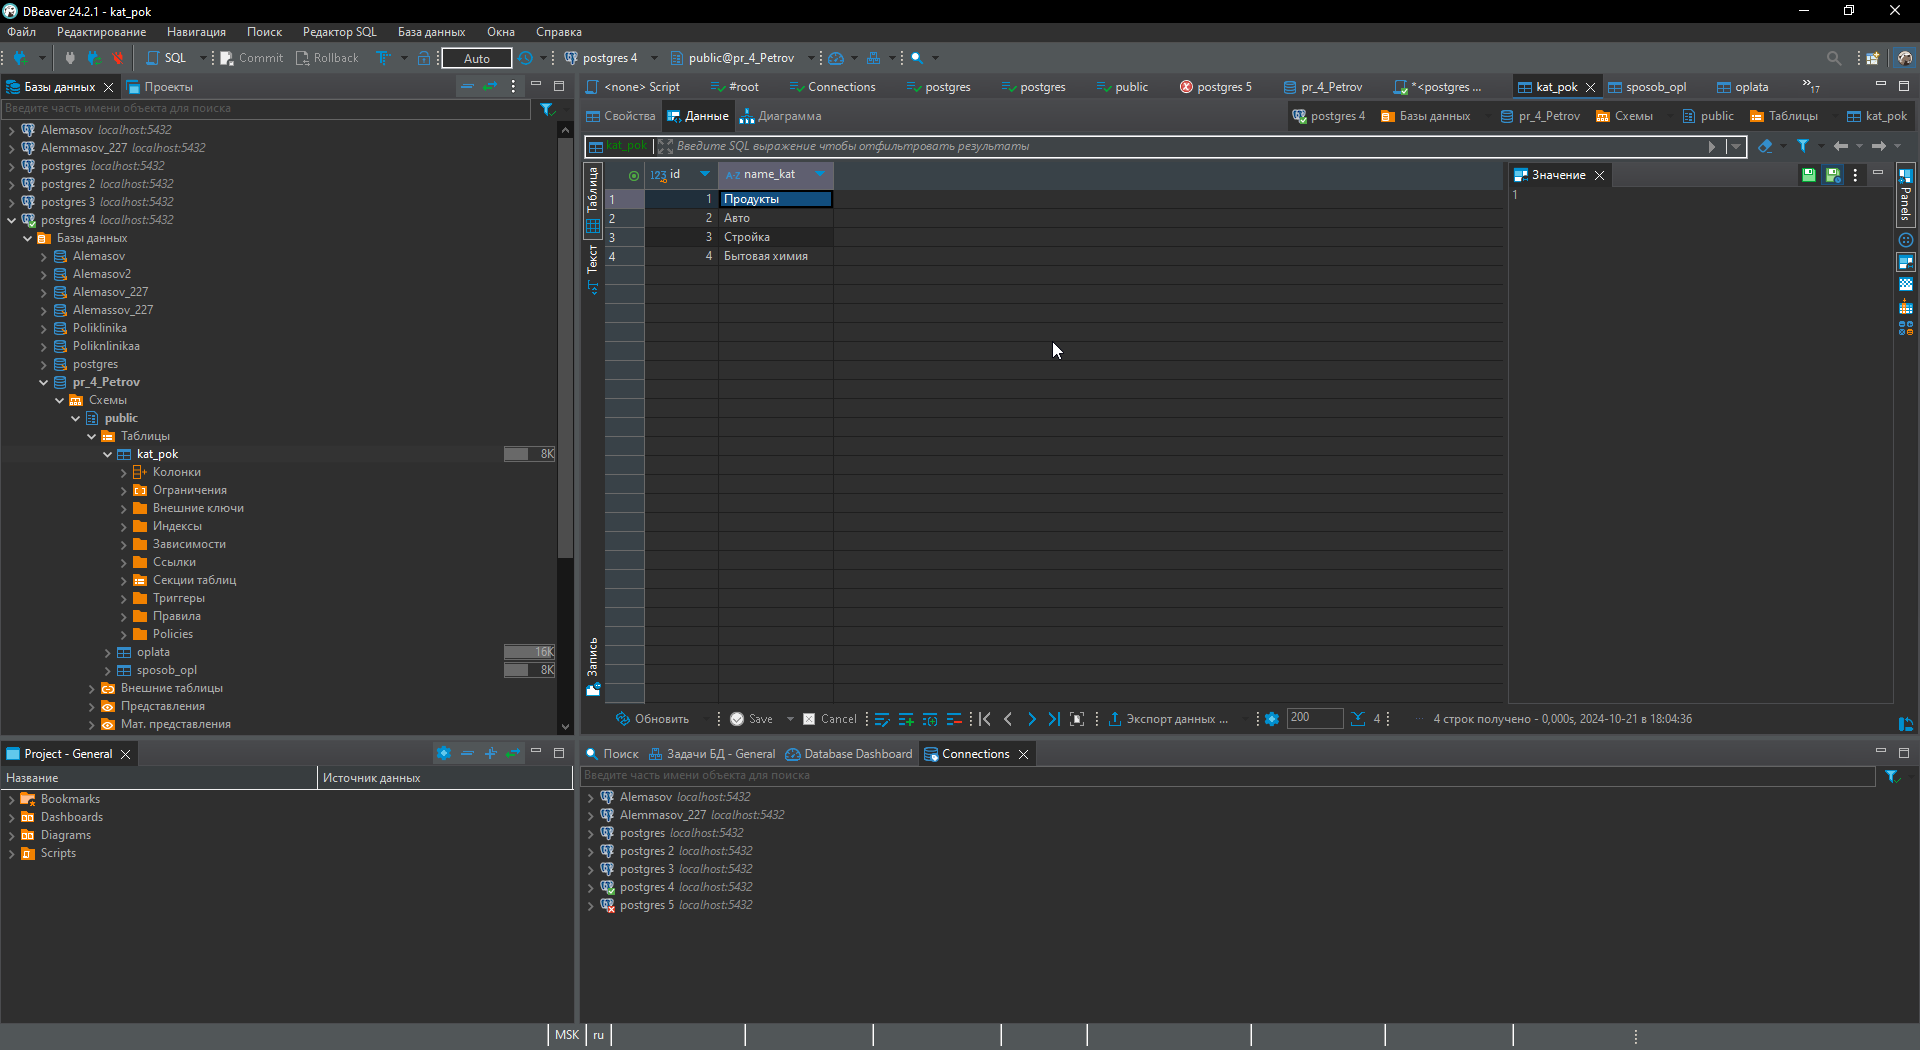 DBeaver 24.2.1 - kat_pok
Файл Редактирование Навигация Поиск Редактор SQL База данных Окна Справка
SQL Commit Rollback Auto postgres 4 public@pr_4_Petrov
Базы данных Проекты
Введите часть имени объекта для поиска
Alemasov localhost:5432
Alemmasov_227 localhost:5432
postgres localhost:5432
postgres 2 localhost:5432
postgres 3 localhost:5432
postgres 4 localhost:5432
Базы данных
Alemasov
Alemasov2
Alemasov_227
Alemassov_227
Poliklinika
Poliknlinikaa
postgres
pr_4_Petrov
Схемы
public
Таблицы
kat_pok 8K
Колонки
Ограничения
Внешние ключи
Индексы
Зависимости
Ссылки
Секции таблиц
Триггеры
Правила
Policies
oplata 16K
sposob_opl 8K
Внешние таблицы
Представления
Мат. представления
<none> Script #root Connections postgres postgres public postgres 5 pr_4_Petrov *<postgres ... kat_pok sposob_opl oplata »17
Свойства Данные Диаграмма
postgres 4 Базы данных pr_4_Petrov Схемы public Таблицы kat_pok
kat_pok Введите SQL выражение чтобы отфильтровать результаты
Таблица
Текст
Запись
123 id A-Z name_kat
1 1 Продукты
2 2 Авто
3 3 Стройка
4 4 Бытовая химия
Значение
1
Panels
Обновить Save Cancel Экспорт данных ... 200 4 4 строк получено - 0,000s, 2024-10-21 в 18:04:36
Project - General
Название Источник данных
Bookmarks
Dashboards
Diagrams
Scripts
Поиск Задачи БД - General Database Dashboard Connections
Введите часть имени объекта для поиска
Alemasov localhost:5432
Alemmasov_227 localhost:5432
postgres localhost:5432
postgres 2 localhost:5432
postgres 3 localhost:5432
postgres 4 localhost:5432
postgres 5 localhost:5432
MSK ru